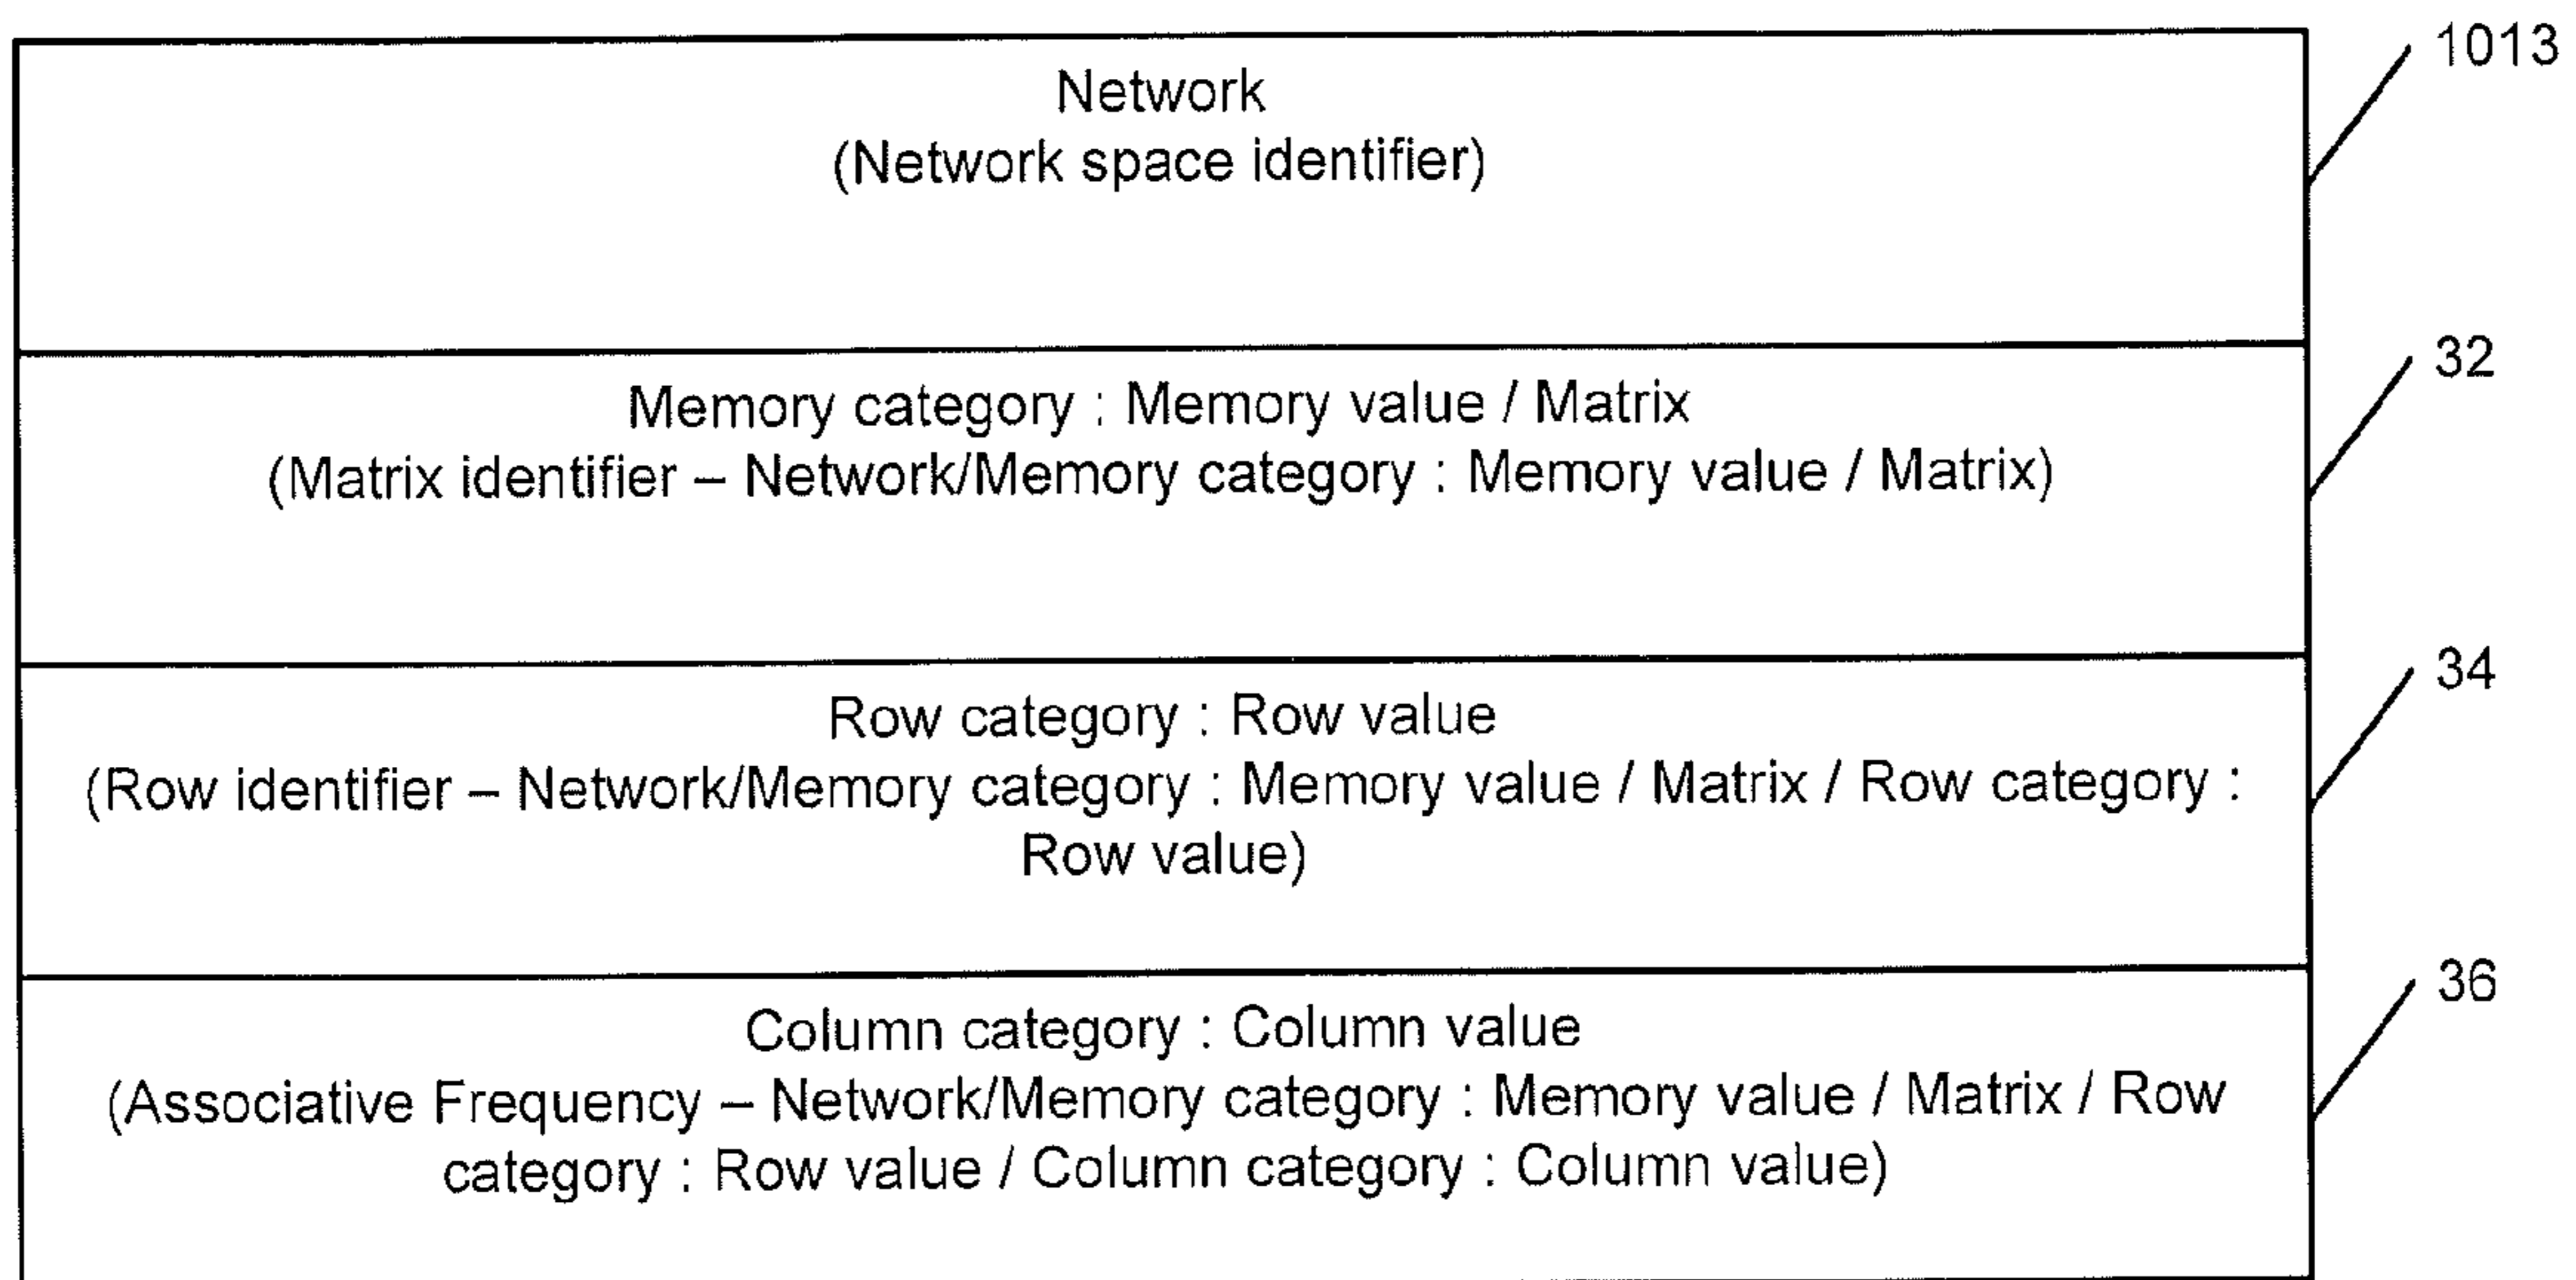 1013
Network
(Network space identifier)
32
Memory category : Memory value / Matrix
(Matrix identifier – Network/Memory category : Memory value / Matrix)
34
Row category : Row value
(Row identifier – Network/Memory category : Memory value / Matrix / Row category :
Row value)
36
Column category : Column value
(Associative Frequency – Network/Memory category : Memory value / Matrix / Row
category : Row value / Column category : Column value)